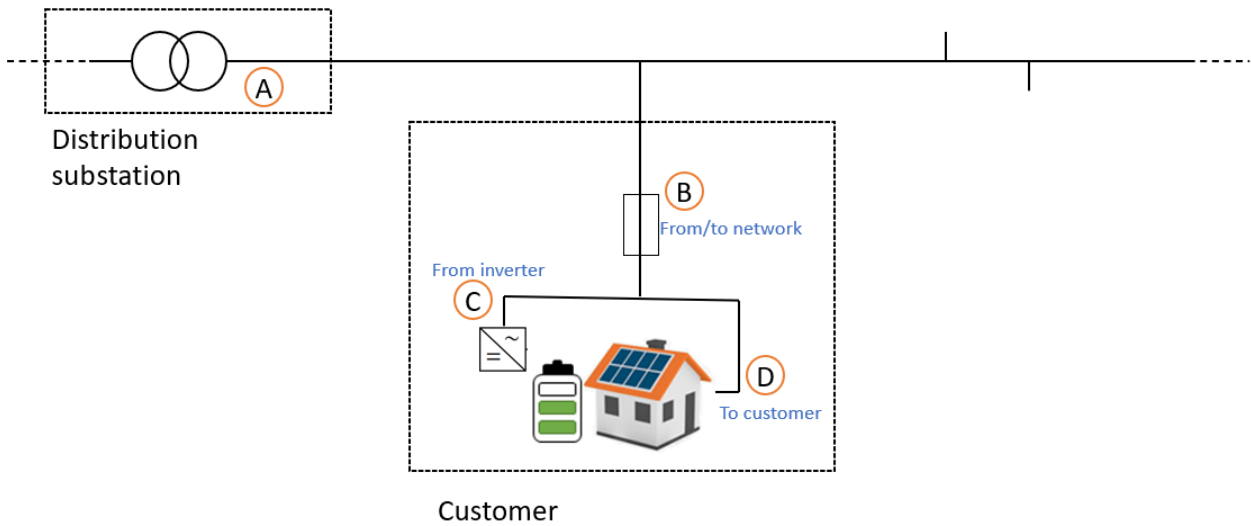 A
Distribution
substation
B
From/to network
From inverter
C
D
To customer
Customer